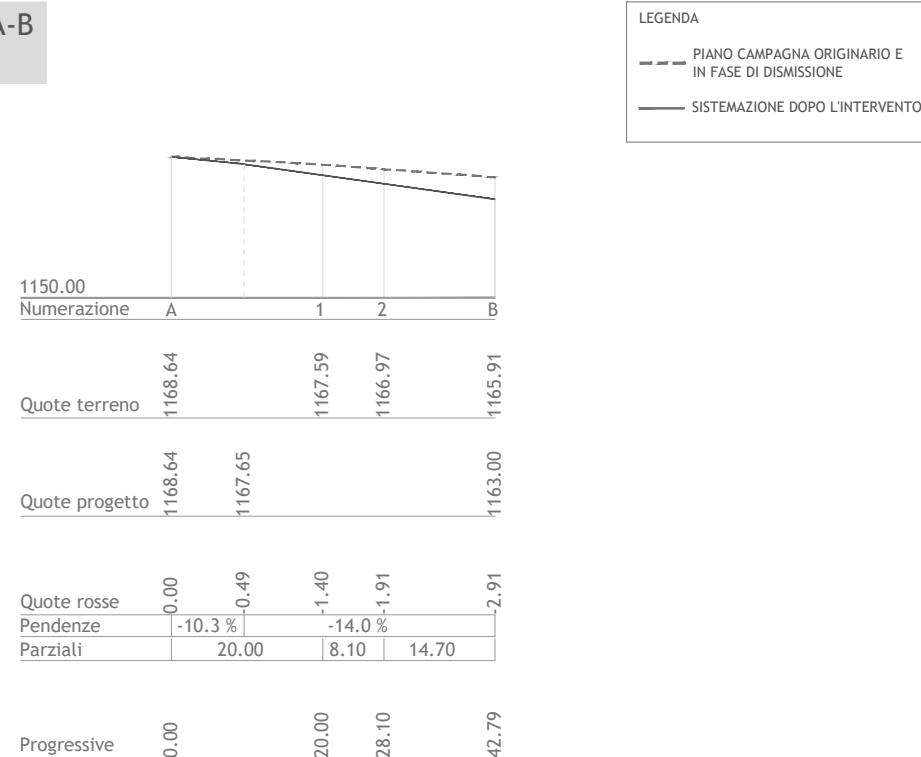 A-B
LEGENDA
PIANO CAMPAGNA ORIGINARIO E
IN FASE DI DISMISSIONE
SISTEMAZIONE DOPO L'INTERVENTO
1150.00
Numerazione A 1 2 B
Quote terreno 1168.64 1167.59 1166.97 1165.91
Quote progetto 1168.64 1167.65 1163.00
Quote rosse 0.00 -0.49 -1.40 -1.91 -2.91
Pendenze -10.3 % -14.0 %
Parziali 20.00 8.10 14.70
Progressive 0.00 20.00 28.10 42.79